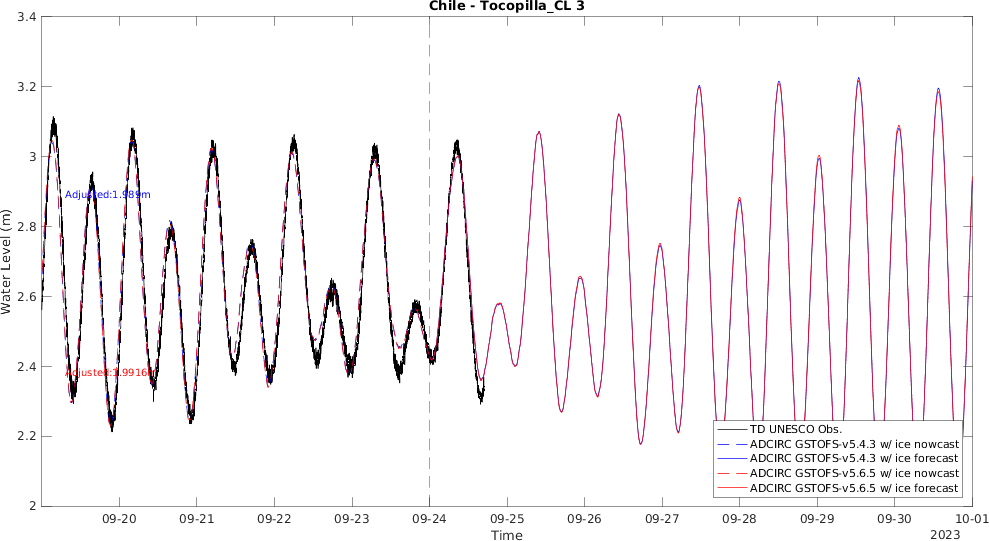 Chile - Tocopilla_CL 3
Water Level (m)
3.4
3.2
3
2.8
2.6
2.4
2.2
2
Adjusted:1.989m
Adjusted:1.9916m
TD UNESCO Obs.
ADCIRC GSTOFS-v5.4.3 w/ ice nowcast
ADCIRC GSTOFS-v5.4.3 w/ ice forecast
ADCIRC GSTOFS-v5.6.5 w/ ice nowcast
ADCIRC GSTOFS-v5.6.5 w/ ice forecast
09-20 09-21 09-22 09-23 09-24 09-25 09-26 09-27 09-28 09-29 09-30 10-01
Time
2023